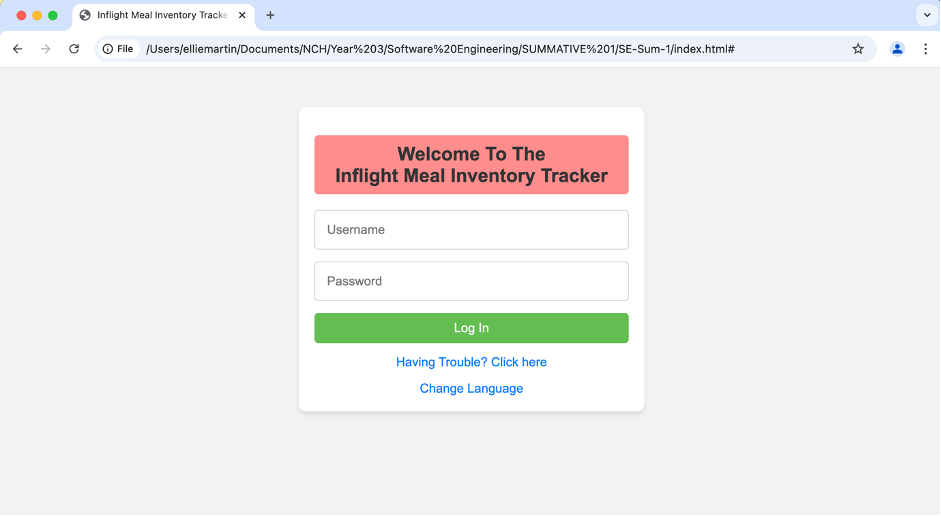 Inflight Meal Inventory Tracke
File
/Users/elliemartin/Documents/NCH/Year%203/Software%20Engineering/SUMMATIVE%201/SE-Sum-1/index.html#
Welcome To The
Inflight Meal Inventory Tracker
Username
Password
Log In
Having Trouble? Click here
Change Language